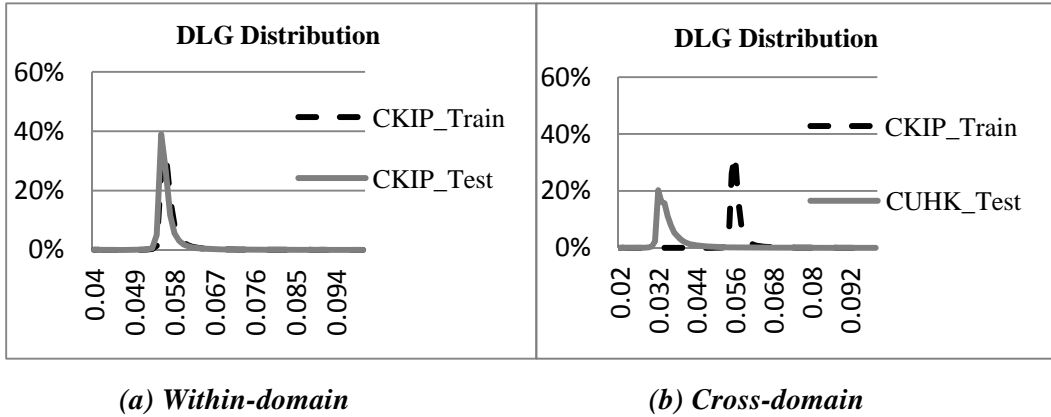 DLG Distribution
60%
40%
20%
0%
CKIP_Train
CKIP_Test
0.04
0.049
0.058
0.067
0.076
0.085
0.094
DLG Distribution
60%
40%
20%
0%
CKIP_Train
CUHK_Test
0.02
0.032
0.044
0.056
0.068
0.08
0.092
(a) Within-domain
(b) Cross-domain